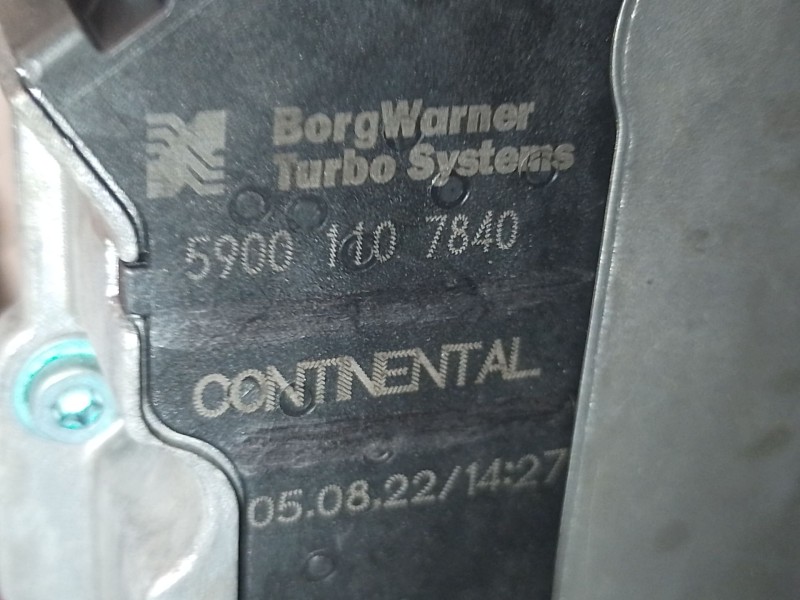 BorgWarner
Turbo Systems
5900 110 7840
CONTINENTAL
05.08.22/14:27